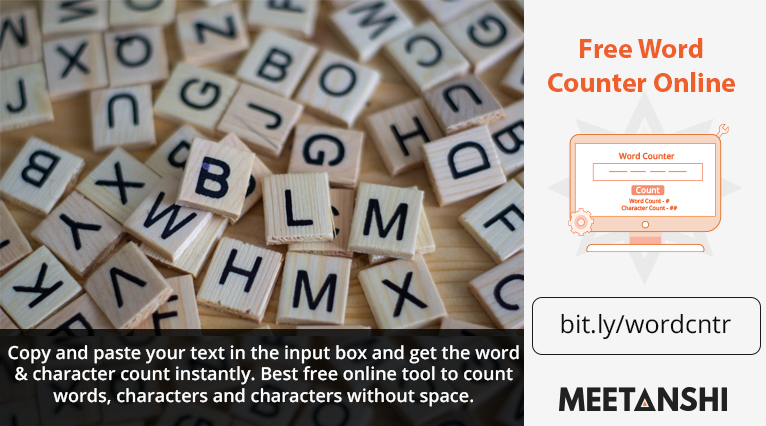 Free Word
Counter Online
Word Counter
Count
Word Count - #
Character Count - ##
bit.ly/wordcntr
MEETANSHI
Copy and paste your text in the input box and get the word
& character count instantly. Best free online tool to count
words, characters and characters without space.
X
Q
Z
W
C
G
J
U
G
B
O
J
H
U
G
D
B
B
X
B
L
M
W
Y
F
K
V
H
M
X
C